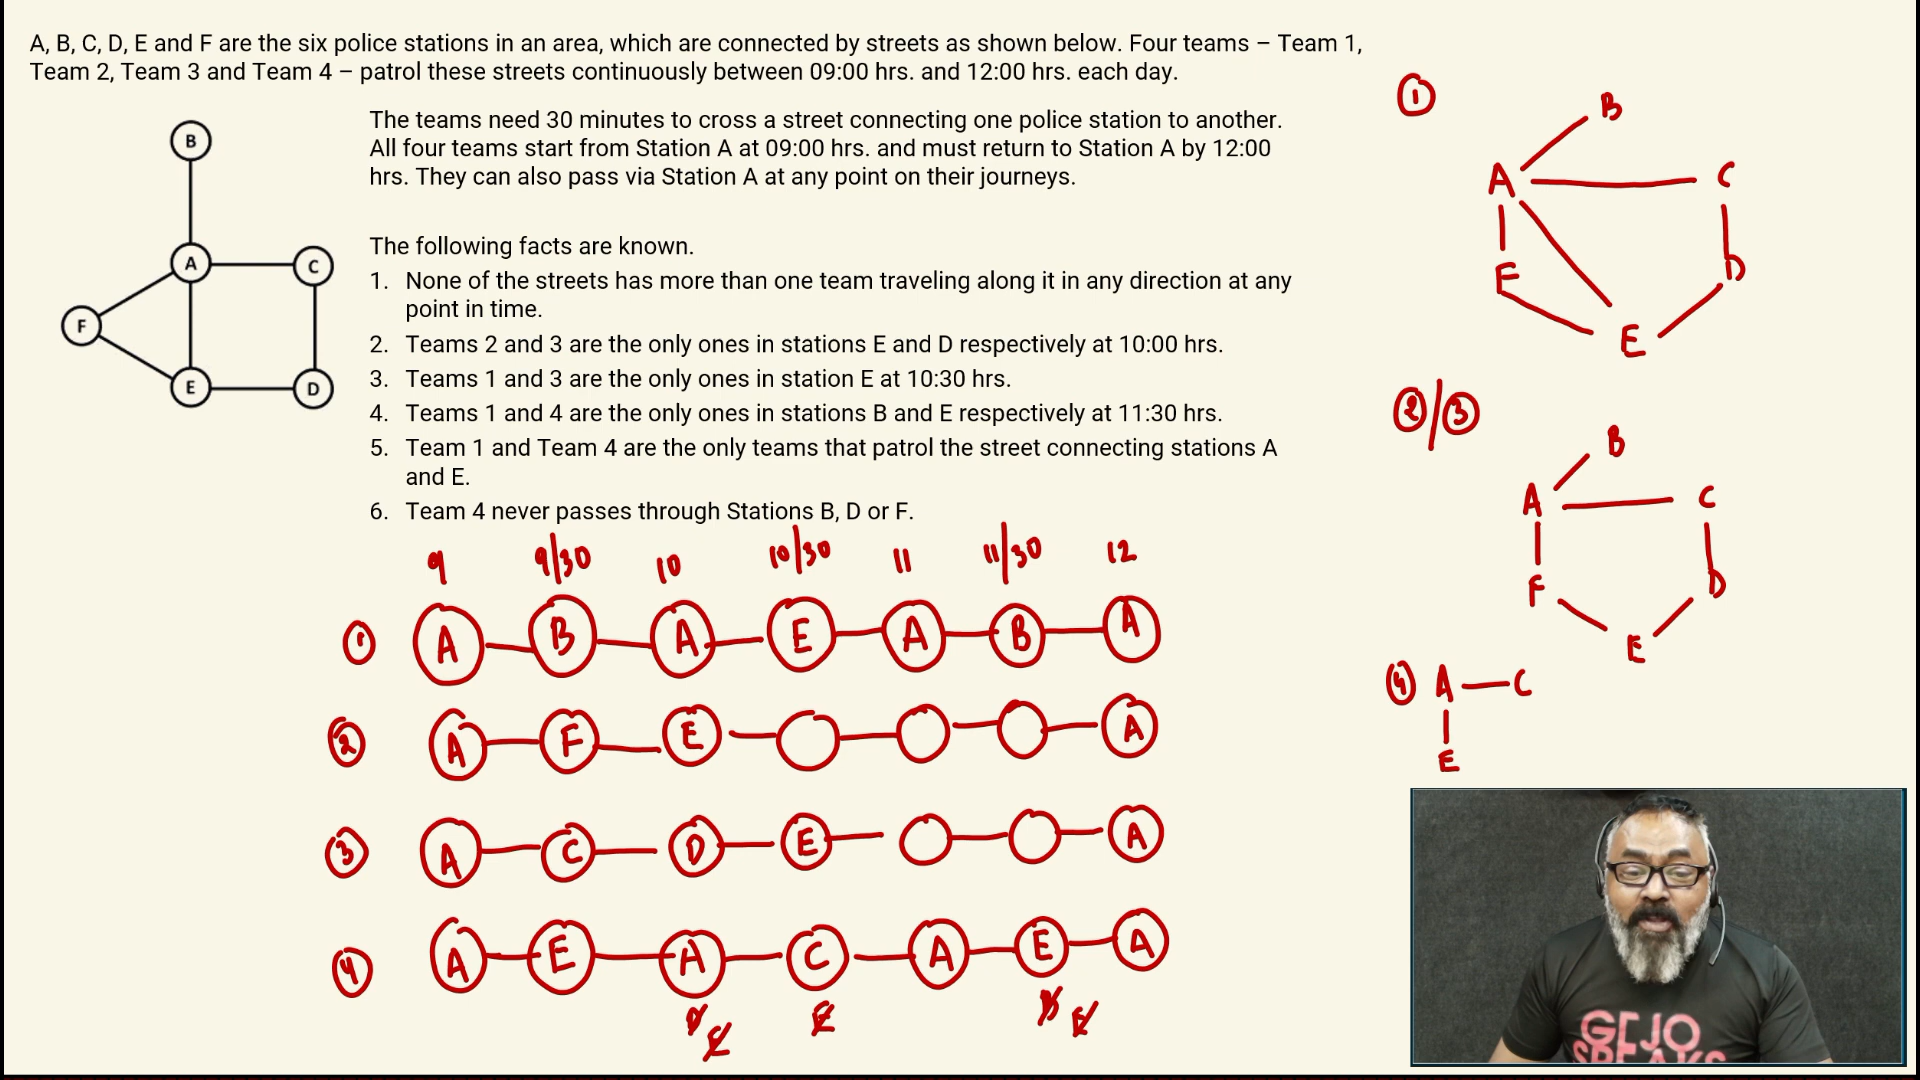 A, B, C, D, E and F are the six police stations in an area, which are connected by streets as shown below. Four teams – Team 1,
Team 2, Team 3 and Team 4 – patrol these streets continuously between 09:00 hrs. and 12:00 hrs. each day.
B
A
C
F
E
D
The teams need 30 minutes to cross a street connecting one police station to another.
All four teams start from Station A at 09:00 hrs. and must return to Station A by 12:00
hrs. They can also pass via Station A at any point on their journeys.
The following facts are known.
1. None of the streets has more than one team traveling along it in any direction at any
point in time.
2. Teams 2 and 3 are the only ones in stations E and D respectively at 10:00 hrs.
3. Teams 1 and 3 are the only ones in station E at 10:30 hrs.
4. Teams 1 and 4 are the only ones in stations B and E respectively at 11:30 hrs.
5. Team 1 and Team 4 are the only teams that patrol the street connecting stations A
and E.
6. Team 4 never passes through Stations B, D or F.
9 9/30 10 10/30 11 11/30 12
1 A B A E A B A
2 A F E A
3 A C D E A
4 A E A C A E A
1
B
A C
F D
E
2/3
B
A C
F D
E
4 A C
E
GEJO
SPEAKS